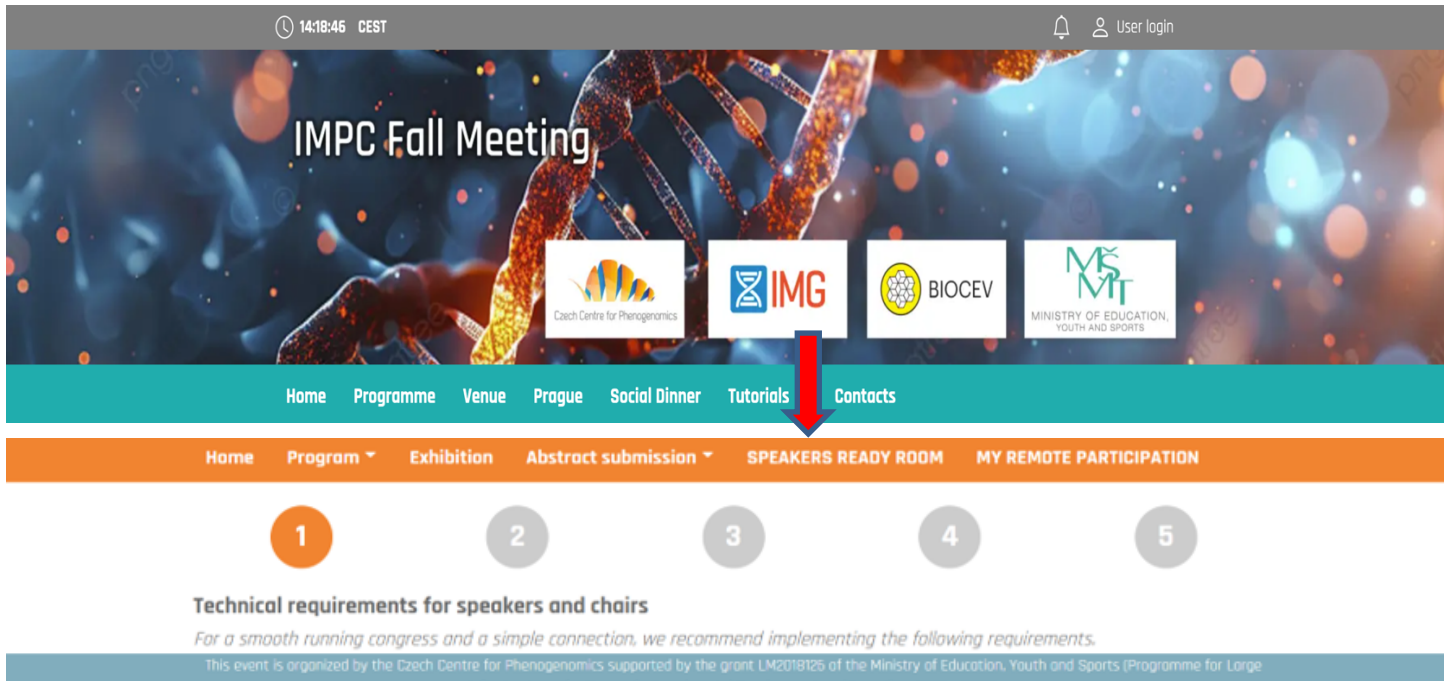 14:18:46 CEST
User login
IMPC Fall Meeting
Czech Centre for Phenogenomics
IMG
BIOCEV
MŠMT
MINISTRY OF EDUCATION,
YOUTH AND SPORTS
Home Programme Venue Prague Social Dinner Tutorials Contacts
Home Program Exhibition Abstract submission SPEAKERS READY ROOM MY REMOTE PARTICIPATION
1 2 3 4 5
Technical requirements for speakers and chairs
For a smooth running congress and a simple connection, we recommend implementing the following requirements.
This event is organized by the Czech Centre for Phenogenomics supported by the grant LM2018126 of the Ministry of Education, Youth and Sports (Programme for Large